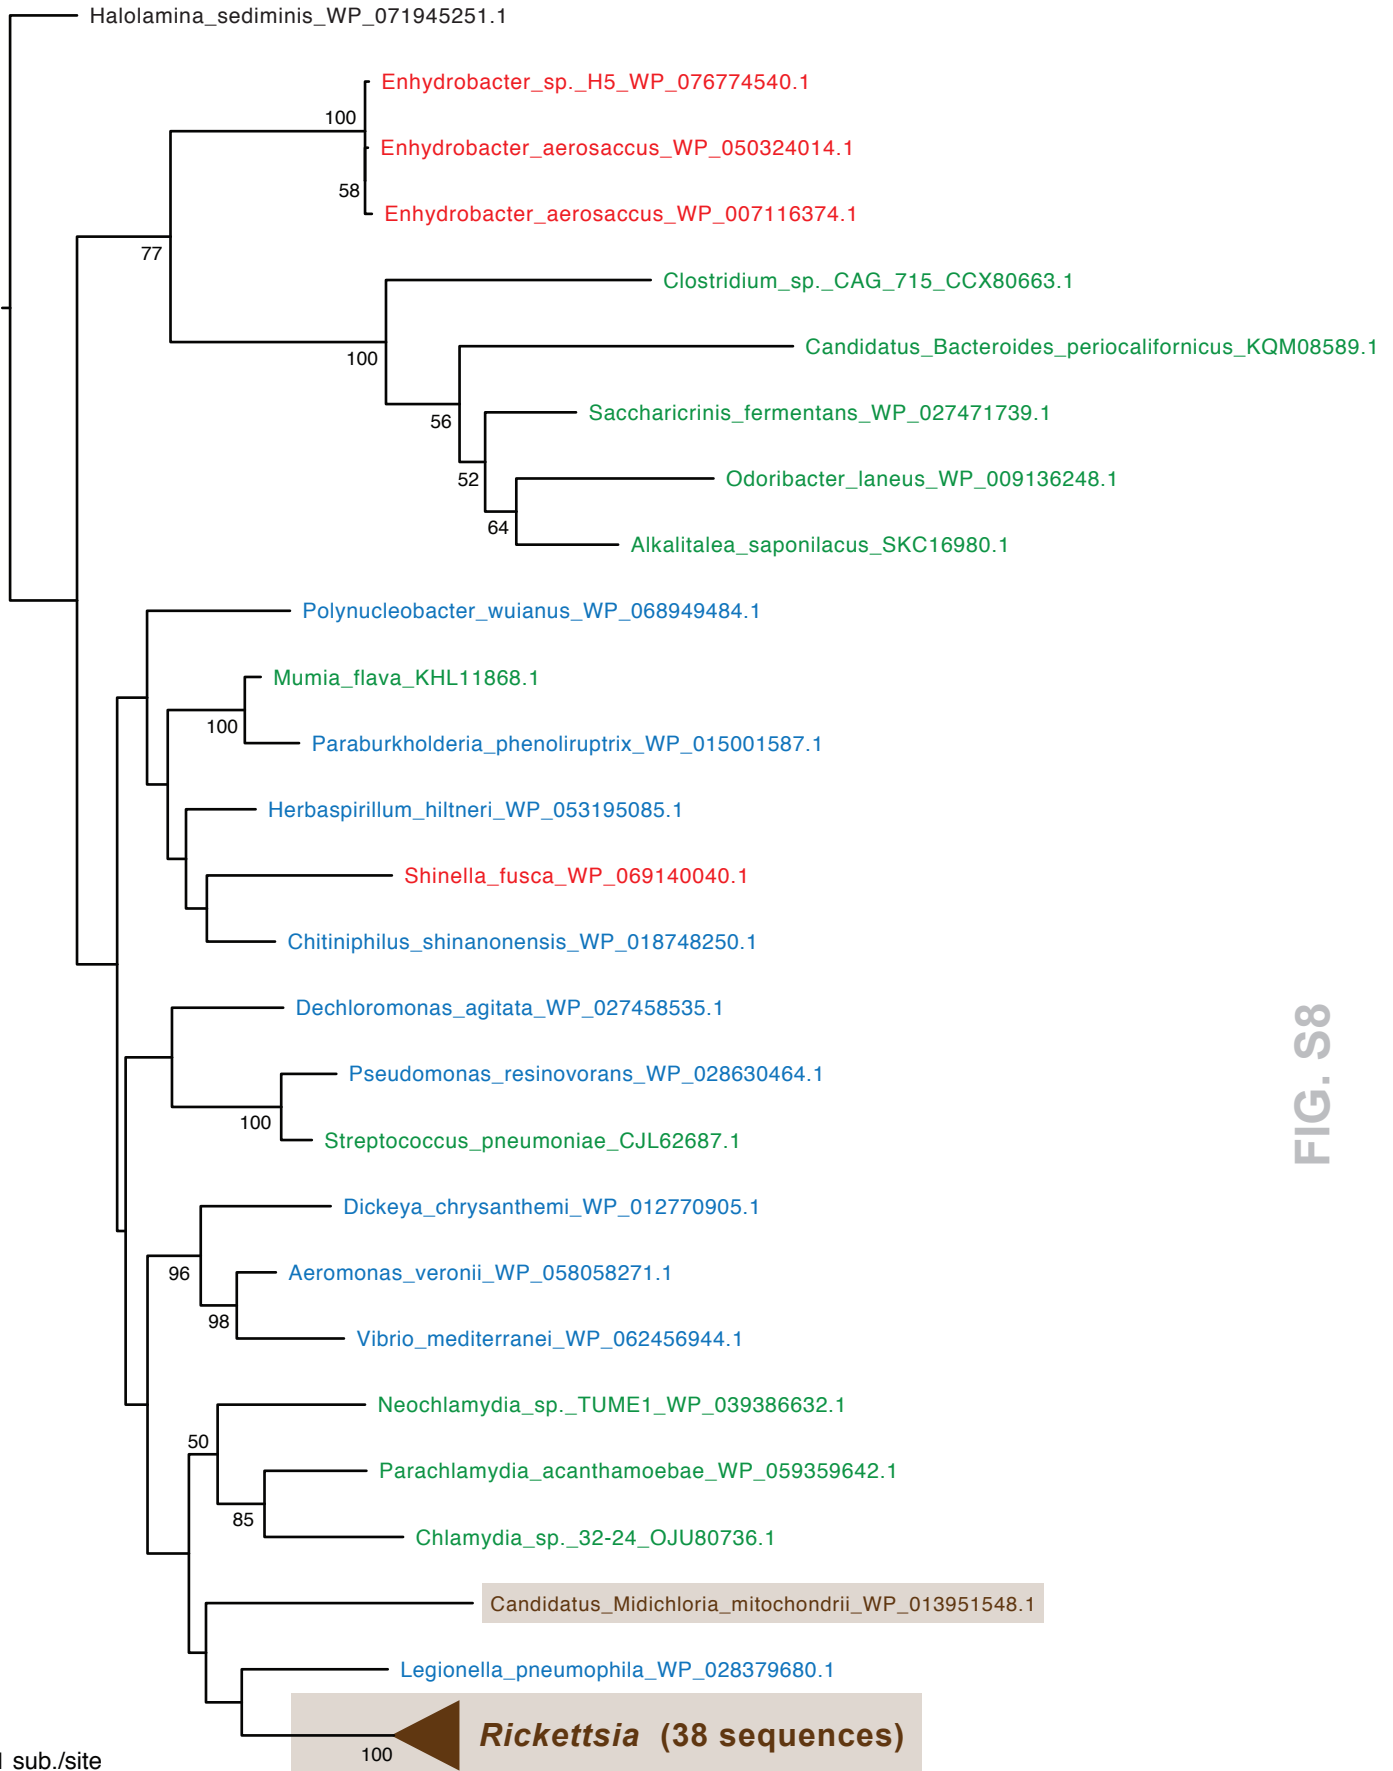 Halolamina_sediminis_WP_071945251.1
Enhydrobacter_sp._H5_WP_076774540.1
100
Enhydrobacter_aerosaccus_WP_050324014.1
58
Enhydrobacter_aerosaccus_WP_007116374.1
77
Clostridium_sp._CAG_715_CCX80663.1
Candidatus_Bacteroides_periocalifornicus_KQM08589.1
100
Saccharicrinis_fermentans_WP_027471739.1
56
Odoribacter_laneus_WP_009136248.1
52
64
Alkalitalea_saponilacus_SKC16980.1
Polynucleobacter_wuianus_WP_068949484.1
Mumia_flava_KHL11868.1
100
Paraburkholderia_phenoliruptrix_WP_015001587.1
Herbaspirillum_hiltneri_WP_053195085.1
Shinella_fusca_WP_069140040.1
Chitiniphilus_shinanonensis_WP_018748250.1
Dechloromonas_agitata_WP_027458535.1
Pseudomonas_resinovorans_WP_028630464.1
100
Streptococcus_pneumoniae_CJL62687.1
Dickeya_chrysanthemi_WP_012770905.1
96
Aeromonas_veronii_WP_058058271.1
98
Vibrio_mediterranei_WP_062456944.1
Neochlamydia_sp._TUME1_WP_039386632.1
50
Parachlamydia_acanthamoebae_WP_059359642.1
85
Chlamydia_sp._32-24_OJU80736.1
Candidatus_Midichloria_mitochondrii_WP_013951548.1
Legionella_pneumophila_WP_028379680.1
Rickettsia (38 sequences)
100
sub./site
FIG. S8